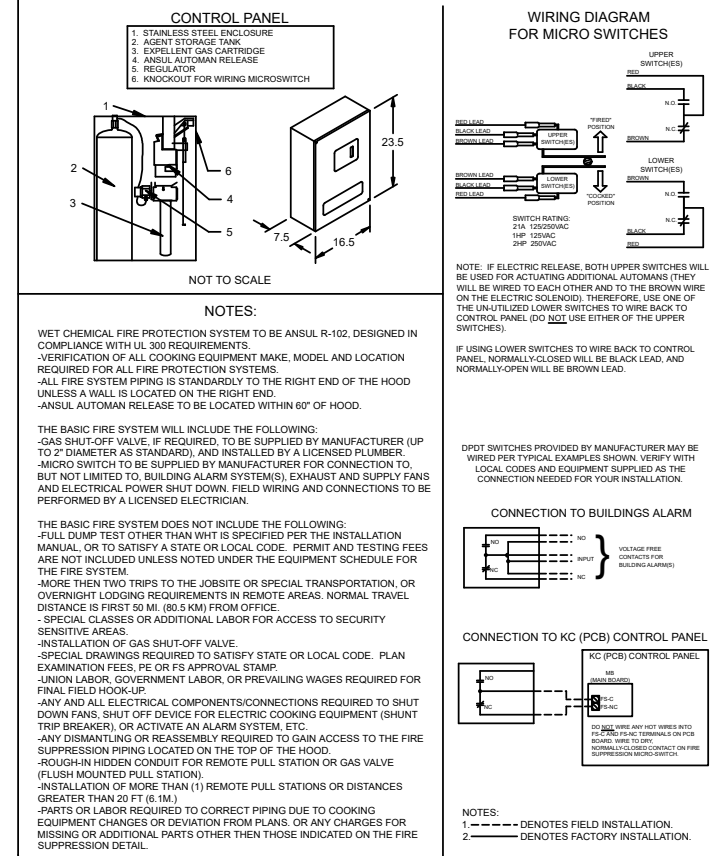 CONTROL PANEL
1. STAINLESS STEEL ENCLOSURE
2. AGENT STORAGE TANK
3. EXPELLENT GAS CARTRIDGE
4. ANSUL AUTOMAN RELEASE
5. REGULATOR
6. KNOCKOUT FOR WIRING MICROSWITCH
1
2
3
6
4
5
23.5
7.5
16.5
NOT TO SCALE
NOTES:
WET CHEMICAL FIRE PROTECTION SYSTEM TO BE ANSUL R-102, DESIGNED IN
COMPLIANCE WITH UL 300 REQUIREMENTS.
-VERIFICATION OF ALL COOKING EQUIPMENT MAKE, MODEL AND LOCATION
REQUIRED FOR ALL FIRE PROTECTION SYSTEMS.
-ALL FIRE SYSTEM PIPING IS STANDARDLY TO THE RIGHT END OF THE HOOD
UNLESS A WALL IS LOCATED ON THE RIGHT END.
-ANSUL AUTOMAN RELEASE TO BE LOCATED WITHIN 60" OF HOOD.
THE BASIC FIRE SYSTEM WILL INCLUDE THE FOLLOWING:
-GAS SHUT-OFF VALVE, IF REQUIRED, TO BE SUPPLIED BY MANUFACTURER (UP
TO 2" DIAMETER AS STANDARD), AND INSTALLED BY A LICENSED PLUMBER.
-MICRO SWITCH TO BE SUPPLIED BY MANUFACTURER FOR CONNECTION TO,
BUT NOT LIMITED TO, BUILDING ALARM SYSTEM(S), EXHAUST AND SUPPLY FANS
AND ELECTRICAL POWER SHUT DOWN. FIELD WIRING AND CONNECTIONS TO BE
PERFORMED BY A LICENSED ELECTRICIAN.
THE BASIC FIRE SYSTEM DOES NOT INCLUDE THE FOLLOWING:
-FULL DUMP TEST OTHER THAN WHT IS SPECIFIED PER THE INSTALLATION
MANUAL, OR TO SATISFY A STATE OR LOCAL CODE. PERMIT AND TESTING FEES
ARE NOT INCLUDED UNLESS NOTED UNDER THE EQUIPMENT SCHEDULE FOR
THE FIRE SYSTEM.
-MORE THEN TWO TRIPS TO THE JOBSITE OR SPECIAL TRANSPORTATION, OR
OVERNIGHT LODGING REQUIREMENTS IN REMOTE AREAS. NORMAL TRAVEL
DISTANCE IS FIRST 50 MI. (80.5 KM) FROM OFFICE.
- SPECIAL CLASSES OR ADDITIONAL LABOR FOR ACCESS TO SECURITY
SENSITIVE AREAS.
-INSTALLATION OF GAS SHUT-OFF VALVE.
-SPECIAL DRAWINGS REQUIRED TO SATISFY STATE OR LOCAL CODE. PLAN
EXAMINATION FEES, PE OR FS APPROVAL STAMP.
-UNION LABOR, GOVERNMENT LABOR, OR PREVAILING WAGES REQUIRED FOR
FINAL FIELD HOOK-UP.
-ANY AND ALL ELECTRICAL COMPONENTS/CONNECTIONS REQUIRED TO SHUT
DOWN FANS, SHUT OFF DEVICE FOR ELECTRIC COOKING EQUIPMENT (SHUNT
TRIP BREAKER), OR ACTIVATE AN ALARM SYSTEM, ETC.
-ANY DISMANTLING OR REASSEMBLY REQUIRED TO GAIN ACCESS TO THE FIRE
SUPPRESSION PIPING LOCATED ON THE TOP OF THE HOOD.
-ROUGH-IN HIDDEN CONDUIT FOR REMOTE PULL STATION OR GAS VALVE
(FLUSH MOUNTED PULL STATION).
-INSTALLATION OF MORE THAN (1) REMOTE PULL STATIONS OR DISTANCES
GREATER THAN 20 FT (6.1M.)
-PARTS OR LABOR REQUIRED TO CORRECT PIPING DUE TO COOKING
EQUIPMENT CHANGES OR DEVIATION FROM PLANS. OR ANY CHARGES FOR
MISSING OR ADDITIONAL PARTS OTHER THEN THOSE INDICATED ON THE FIRE
SUPPRESSION DETAIL.
WIRING DIAGRAM
FOR MICRO SWITCHES
UPPER
SWITCH(ES)
RED
BLACK
N.O.
N.C.
BROWN
RED LEAD
BLACK LEAD
BROWN LEAD
UPPER
SWITCH(ES)
"FIRED"
POSITION
BROWN LEAD
BLACK LEAD
RED LEAD
LOWER
SWITCH(ES)
"COCKED"
POSITION
LOWER
SWITCH(ES)
BROWN
N.O.
N.C.
BLACK
RED
SWITCH RATING:
21A 125/250VAC
1HP 125VAC
2HP 250VAC
NOTE: IF ELECTRIC RELEASE, BOTH UPPER SWITCHES WILL
BE USED FOR ACTUATING ADDITIONAL AUTOMANS (THEY
WILL BE WIRED TO EACH OTHER AND TO THE BROWN WIRE
ON THE ELECTRIC SOLENOID). THEREFORE, USE ONE OF
THE UN-UTILIZED LOWER SWITCHES TO WIRE BACK TO
CONTROL PANEL (DO NOT USE EITHER OF THE UPPER
SWITCHES).
IF USING LOWER SWITCHES TO WIRE BACK TO CONTROL
PANEL, NORMALLY-CLOSED WILL BE BLACK LEAD, AND
NORMALLY-OPEN WILL BE BROWN LEAD.
DPDT SWITCHES PROVIDED BY MANUFACTURER MAY BE
WIRED PER TYPICAL EXAMPLES SHOWN. VERIFY WITH
LOCAL CODES AND EQUIPMENT SUPPLIED AS THE
CONNECTION NEEDED FOR YOUR INSTALLATION.
CONNECTION TO BUILDINGS ALARM
NO
NC
NO
INPUT
NC
VOLTAGE FREE
CONTACTS FOR
BUILDING ALARM(S)
CONNECTION TO KC (PCB) CONTROL PANEL
NO
NC
KC (PCB) CONTROL PANEL
MB
(MAIN BOARD)
FS-C
FS-NC
DO NOT WIRE ANY HOT WIRES INTO
FS-C AND FS-NC TERMINALS ON PCB
BOARD. WIRE TO DRY,
NORMALLY-CLOSED CONTACT ON FIRE
SUPPRESSION MICRO-SWITCH.
NOTES:
1. DENOTES FIELD INSTALLATION.
2. DENOTES FACTORY INSTALLATION.